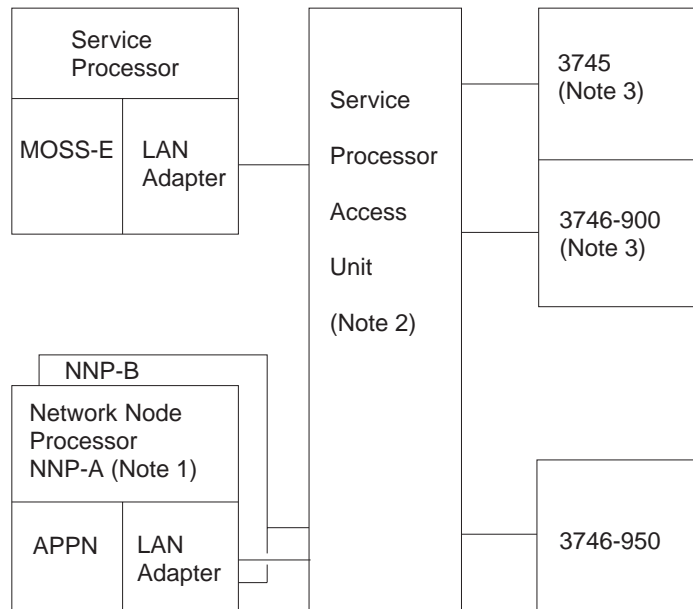 Service
Processor
MOSS-E
LAN
Adapter
Service
Processor
Access
Unit
(Note 2)
3745
(Note 3)
3746-900
(Note 3)
NNP-B
Network Node
Processor
NNP-A (Note 1)
APPN
LAN
Adapter
3746-950